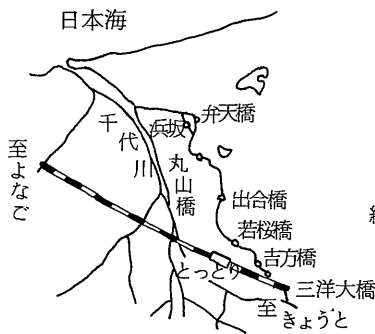 日本海
弁天橋
浜坂
千代川
丸山橋
至よなご
出合橋
若桜橋
吉方橋
とっとり
三洋大橋
至きょうと